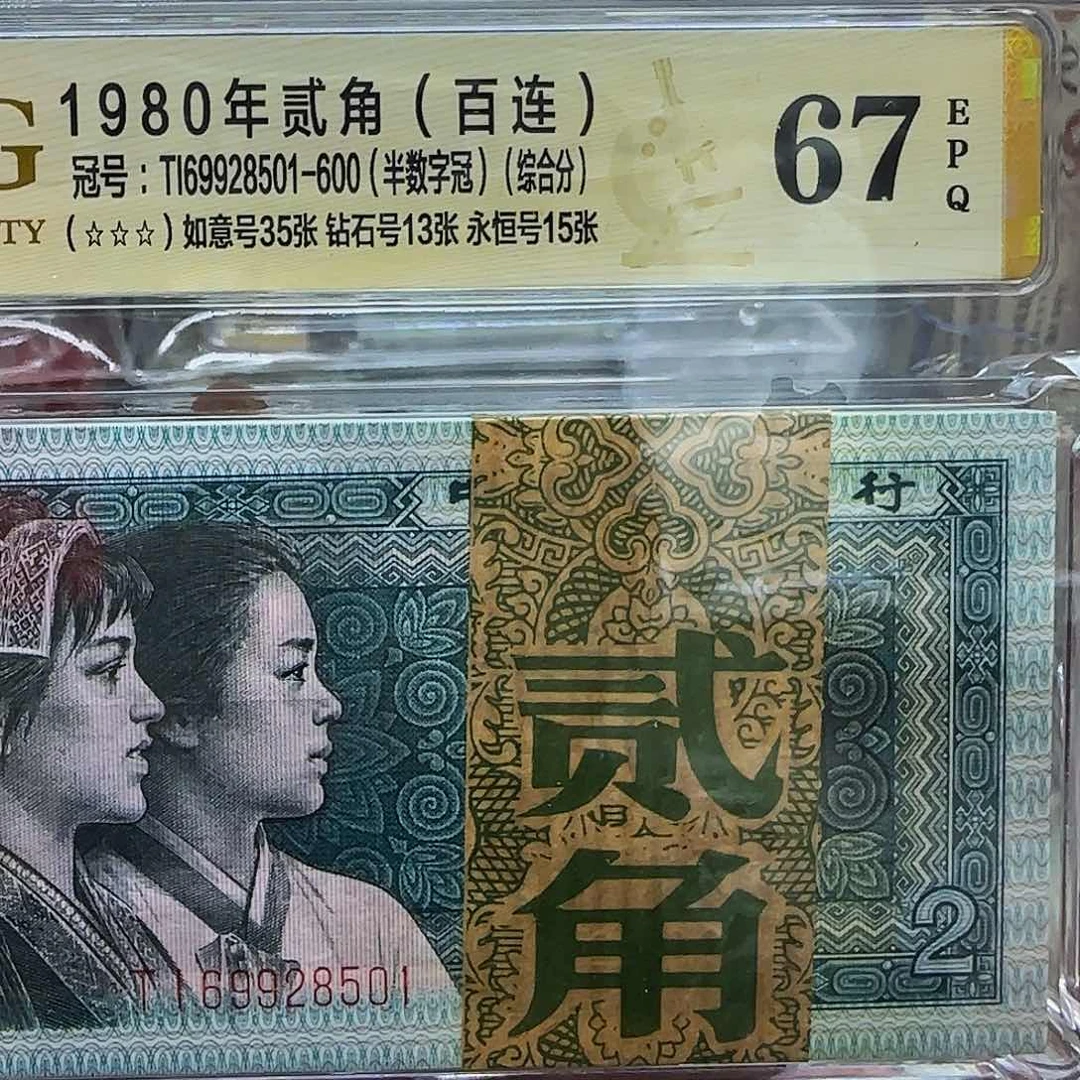 G 1980年贰角（百连） 67 EPQ
冠号：TI69928501-600（半数字冠）（综合分）
TY （☆☆☆）如意号35张 钻石号13张 永恒号15张
行
贰角
2
TI69928501